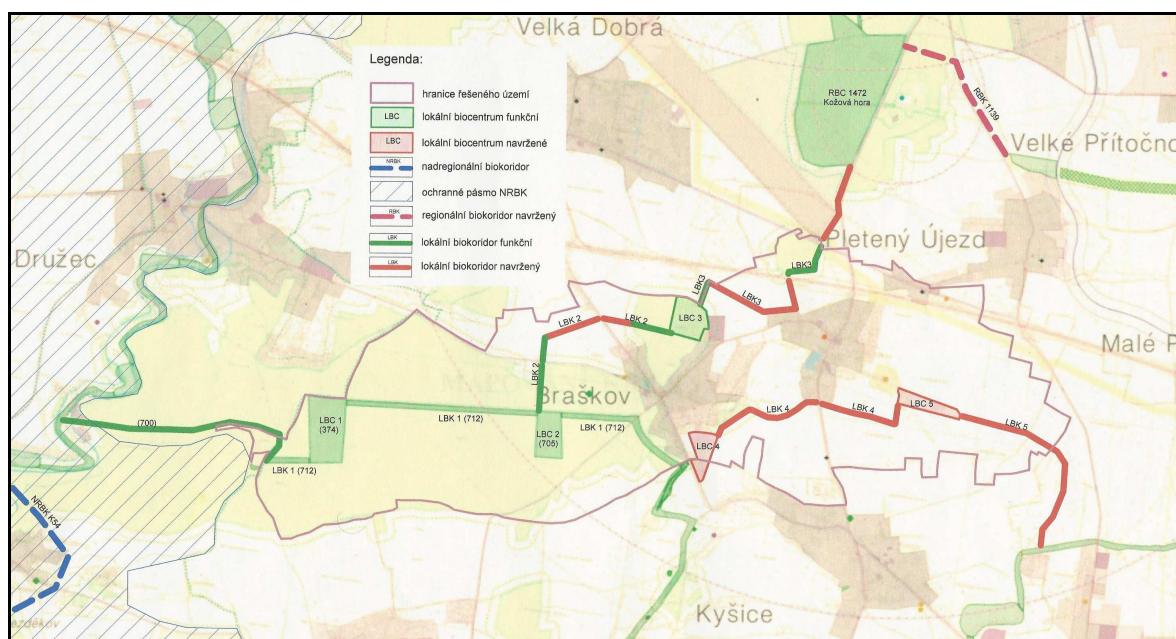 Velká Dobrá
Legenda:
hranice řešeného území
LBC
lokální biocentrum funkční
LBC
lokální biocentrum navržené
NRBK
nadregionální biokoridor
ochranné pásmo NRBK
RBK
regionální biokoridor navržený
LBK
lokální biokoridor funkční
LBK
lokální biokoridor navržený
RBC 1472
Kožová hora
RBK 1139
Velké Přítočno
Družec
Pletený Újezd
LBK3
LBK3
LBK3
LBC 3
LBK 2
LBK 2
LBK 2
Malé P
Braškov
LBC 1
(374)
LBK 1 (712)
LBC 2
(705)
LBK 1 (712)
LBK 1 (712)
(700)
LBC 4
LBK 4
LBK 4
LBC 5
LBK 5
NRBK K54
Kyšice